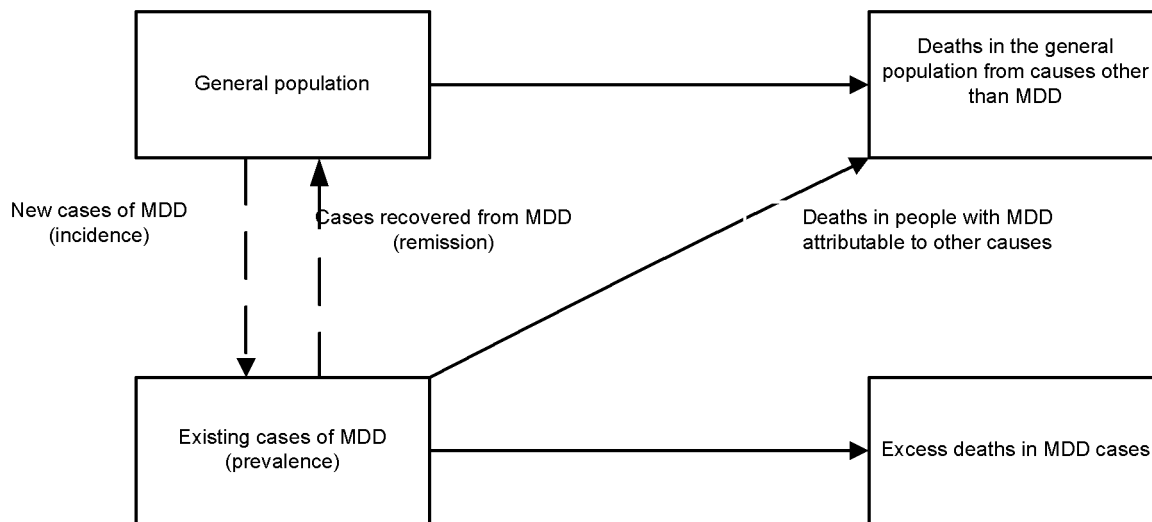 General population
Deaths in the general
population from causes other
than MDD
New cases of MDD
(incidence)
Cases recovered from MDD
(remission)
Deaths in people with MDD
attributable to other causes
Existing cases of MDD
(prevalence)
Excess deaths in MDD cases